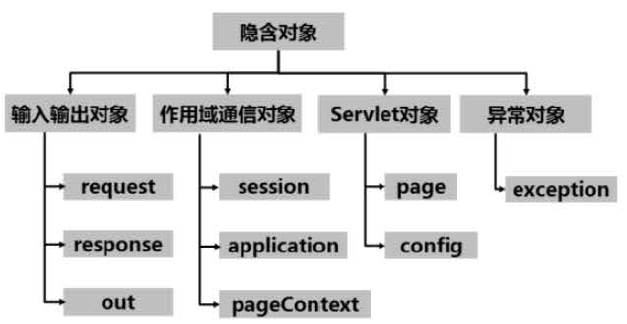 隐含对象
输入输出对象
作用域通信对象
Servlet对象
异常对象
request
session
page
exception
response
application
config
out
pageContext